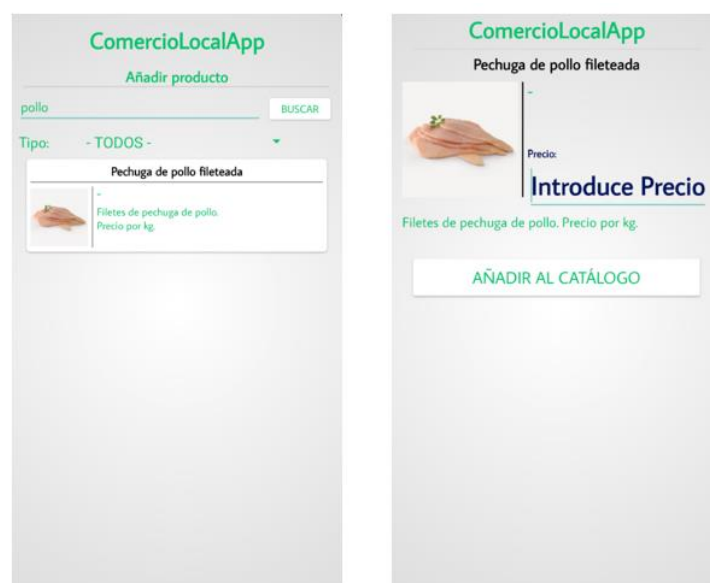 ComercioLocalApp
Añadir producto
pollo
BUSCAR
Tipo: - TODOS -
Pechuga de pollo fileteada
-
Filetes de pechuga de pollo.
Precio por kg.
ComercioLocalApp
Pechuga de pollo fileteada
-
Precio:
Introduce Precio
Filetes de pechuga de pollo. Precio por kg.
AÑADIR AL CATÁLOGO